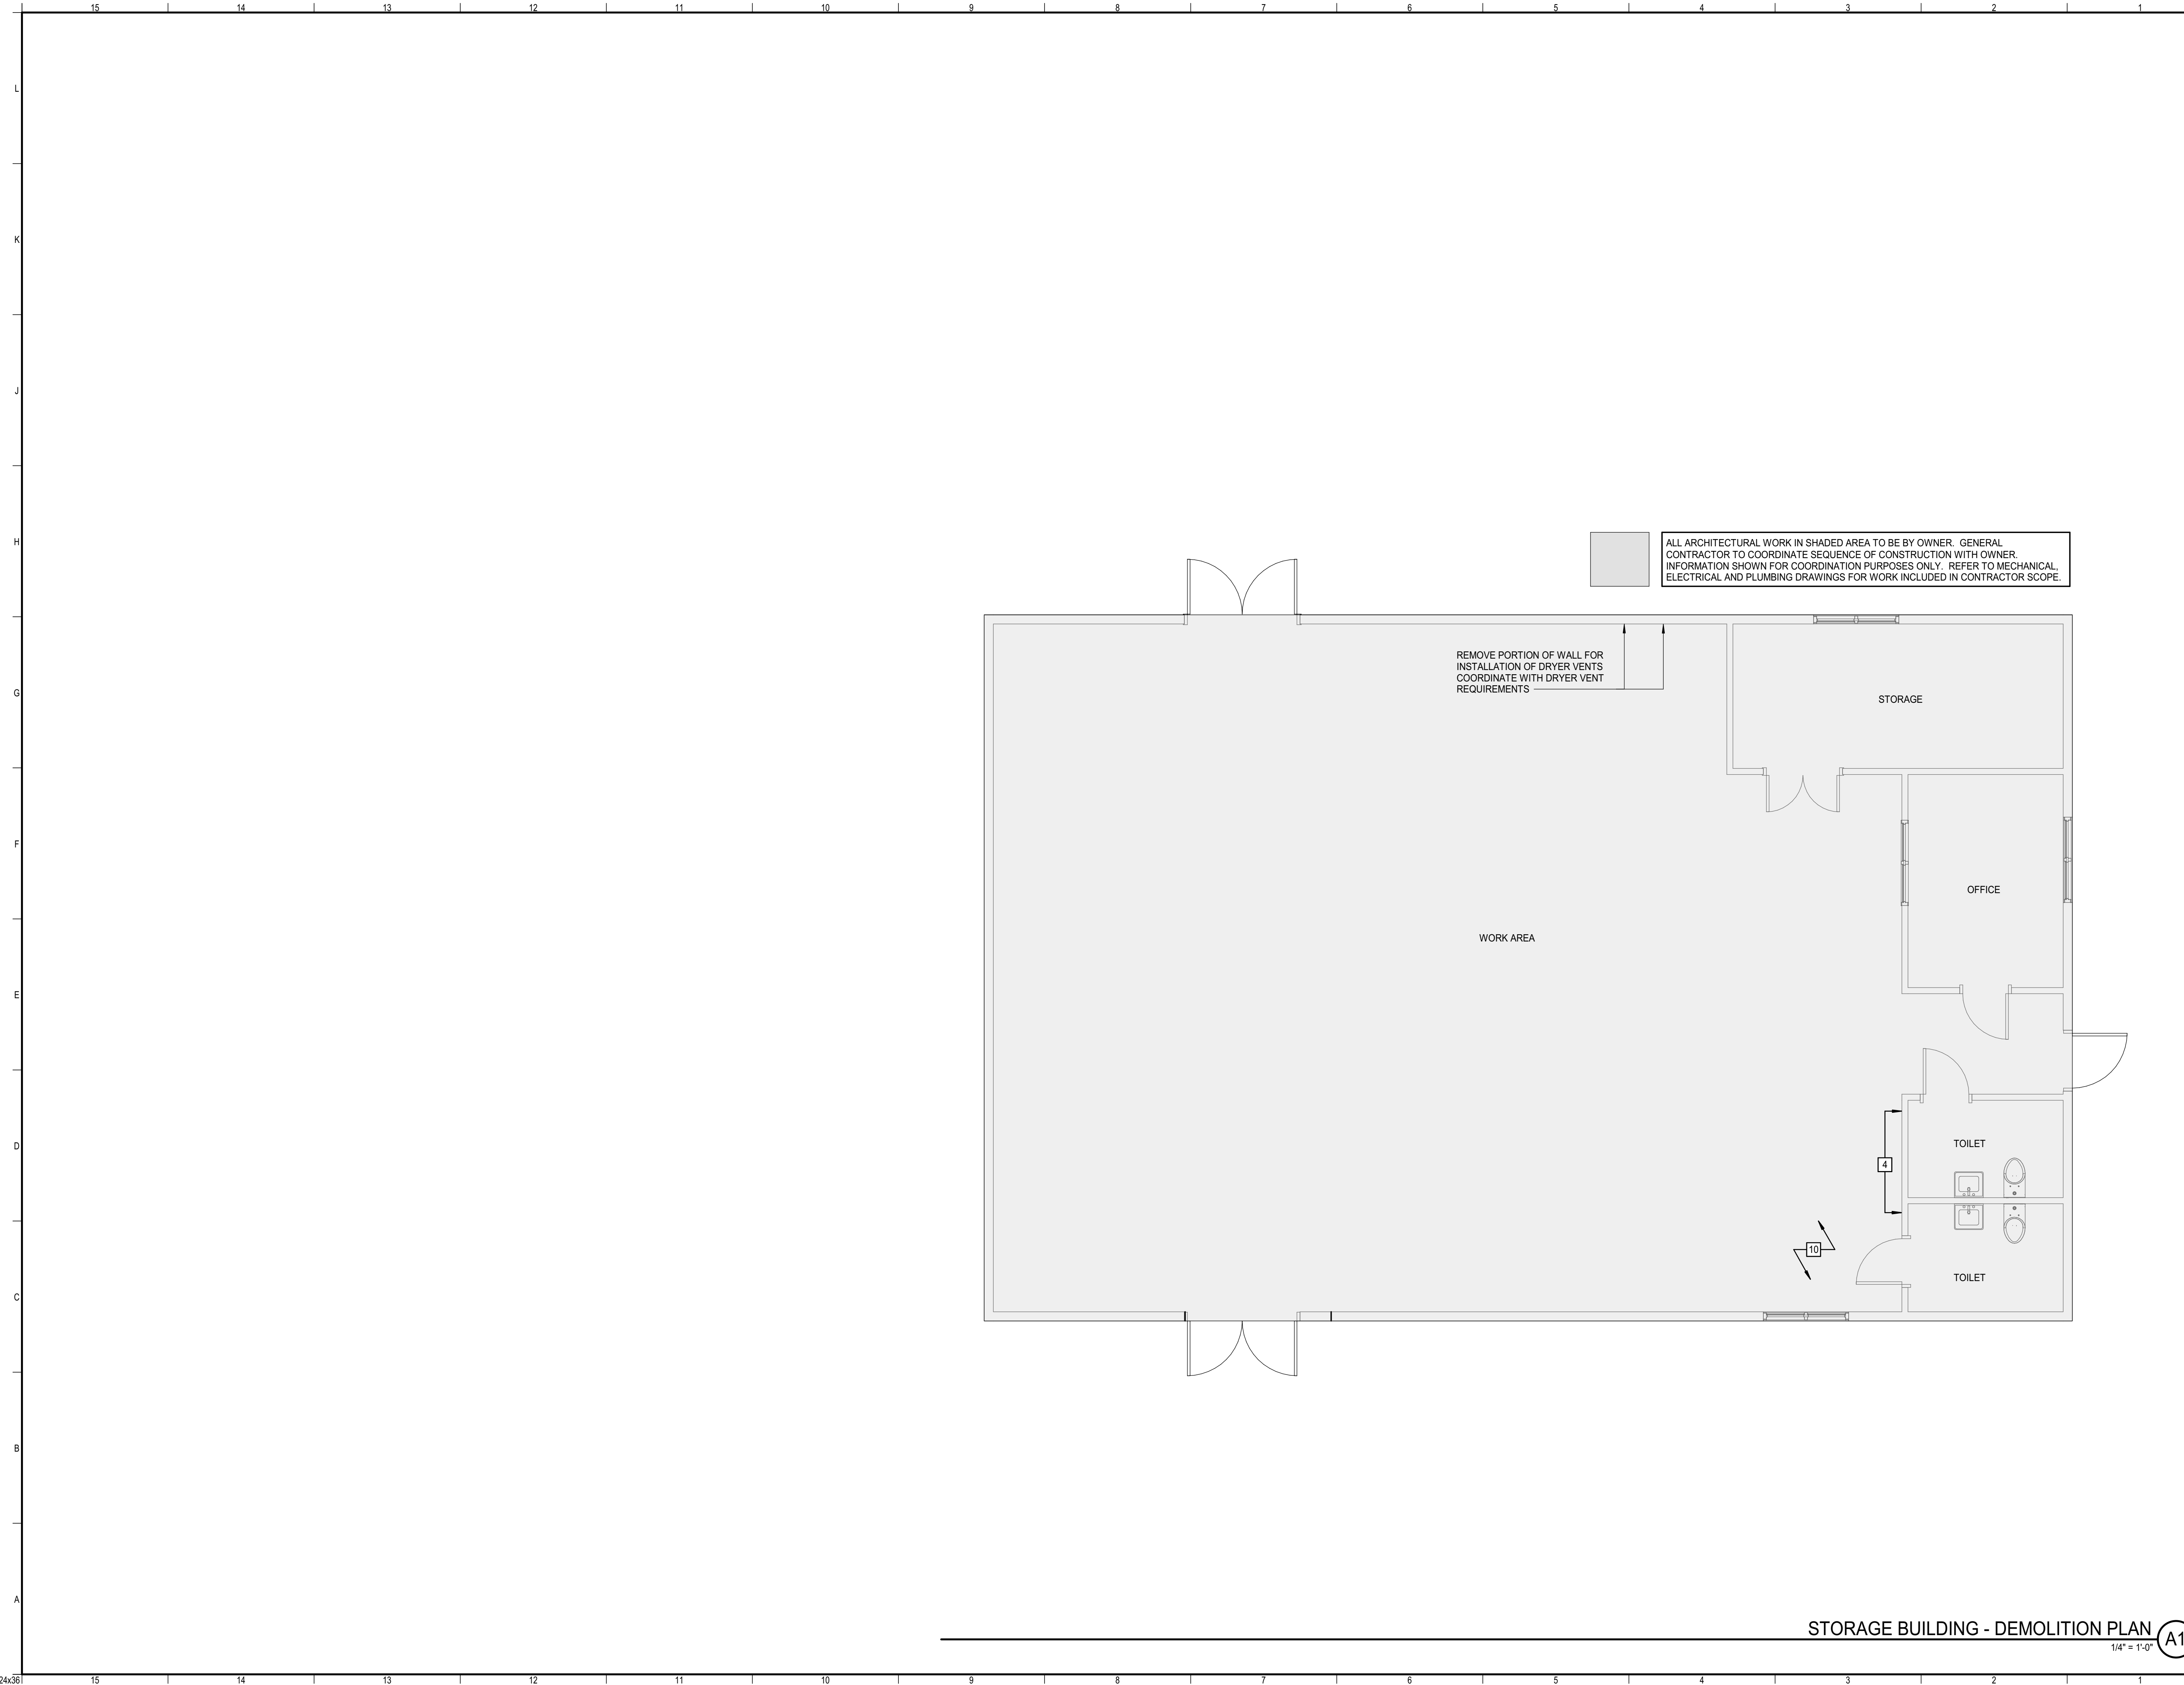 15 14 13 12 11 10 9 8 7 6 5 4 3 2 1
L
K
J
H
ALL ARCHITECTURAL WORK IN SHADED AREA TO BE BY OWNER. GENERAL
CONTRACTOR TO COORDINATE SEQUENCE OF CONSTRUCTION WITH OWNER.
INFORMATION SHOWN FOR COORDINATION PURPOSES ONLY. REFER TO MECHANICAL,
ELECTRICAL AND PLUMBING DRAWINGS FOR WORK INCLUDED IN CONTRACTOR SCOPE.
REMOVE PORTION OF WALL FOR
INSTALLATION OF DRYER VENTS
COORDINATE WITH DRYER VENT
REQUIREMENTS
G
STORAGE
F
OFFICE
WORK AREA
E
D
TOILET
4
10
TOILET
C
B
A
STORAGE BUILDING - DEMOLITION PLAN
A1
1/4" = 1'-0"
24x36
15 14 13 12 11 10 9 8 7 6 5 4 3 2 1